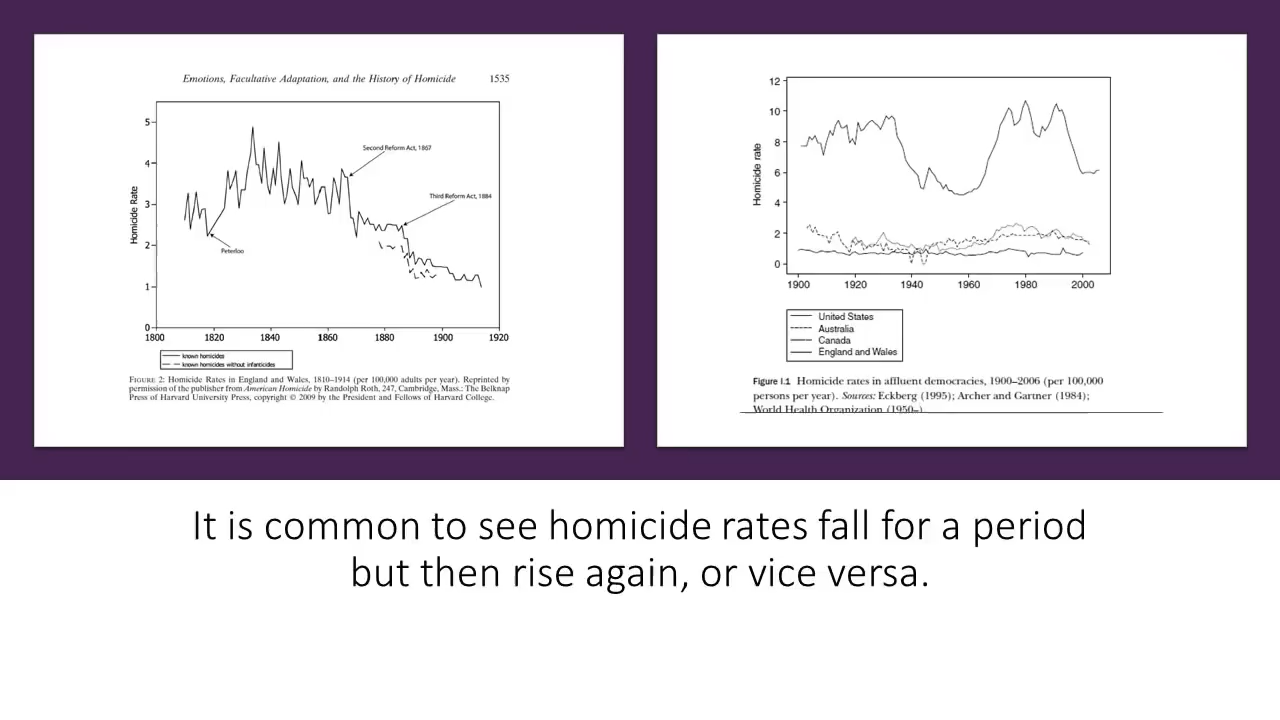 Emotions, Facultative Adaptation, and the History of Homicide 1535
Homicide Rate
5
4
3
2
1
0
Second Reform Act, 1867
Third Reform Act, 1884
Peterloo
1800 1820 1840 1860 1880 1900 1920
known homicides
known homicides without infanticides
FIGURE 2: Homicide Rates in England and Wales, 1810–1914 (per 100,000 adults per year). Reprinted by
permission of the publisher from American Homicide by Randolph Roth, 247, Cambridge, Mass.: The Belknap
Press of Harvard University Press, copyright © 2009 by the President and Fellows of Harvard College.
Homicide rate
12
10
8
6
4
2
0
1900 1920 1940 1960 1980 2000
United States
Australia
Canada
England and Wales
Figure I.1 Homicide rates in affluent democracies, 1900–2006 (per 100,000
persons per year). Sources: Eckberg (1995); Archer and Gartner (1984);
World Health Organization (1950–)
It is common to see homicide rates fall for a period
but then rise again, or vice versa.